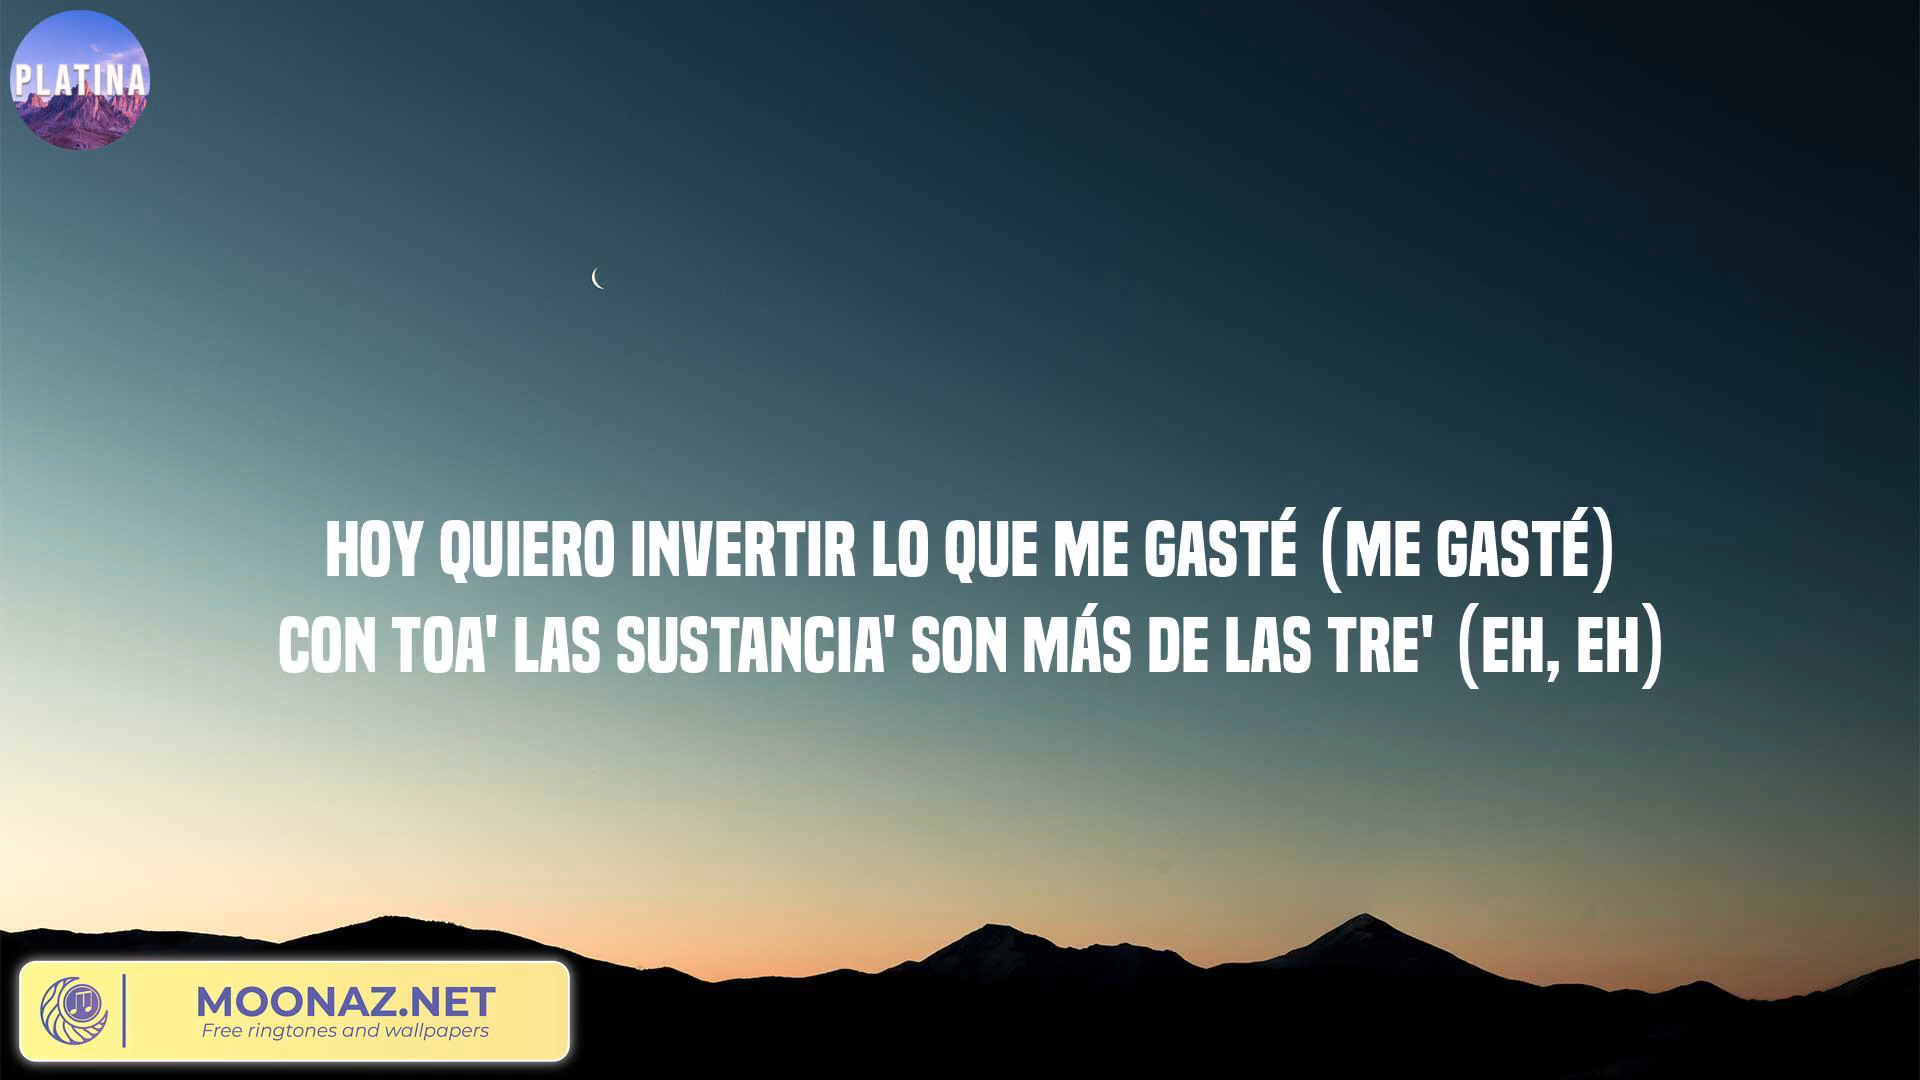 PLATINA
HOY QUIERO INVERTIR LO QUE ME GASTÉ (ME GASTÉ)
CON TOA' LAS SUSTANCIA' SON MÁS DE LAS TRE' (EH, EH)
MOONAZ.NET
Free ringtones and wallpapers